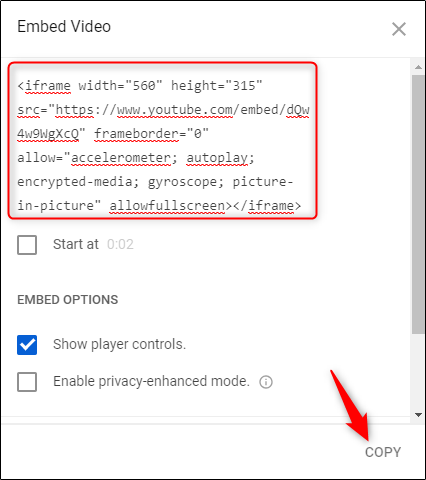 Embed Video
<iframe width="560" height="315"
src="https://www.youtube.com/embed/dQw
4w9WgXcQ" frameborder="0"
allow="accelerometer; autoplay;
encrypted-media; gyroscope; picture-
in-picture" allowfullscreen></iframe>
Start at 0:02
EMBED OPTIONS
Show player controls.
Enable privacy-enhanced mode.
COPY